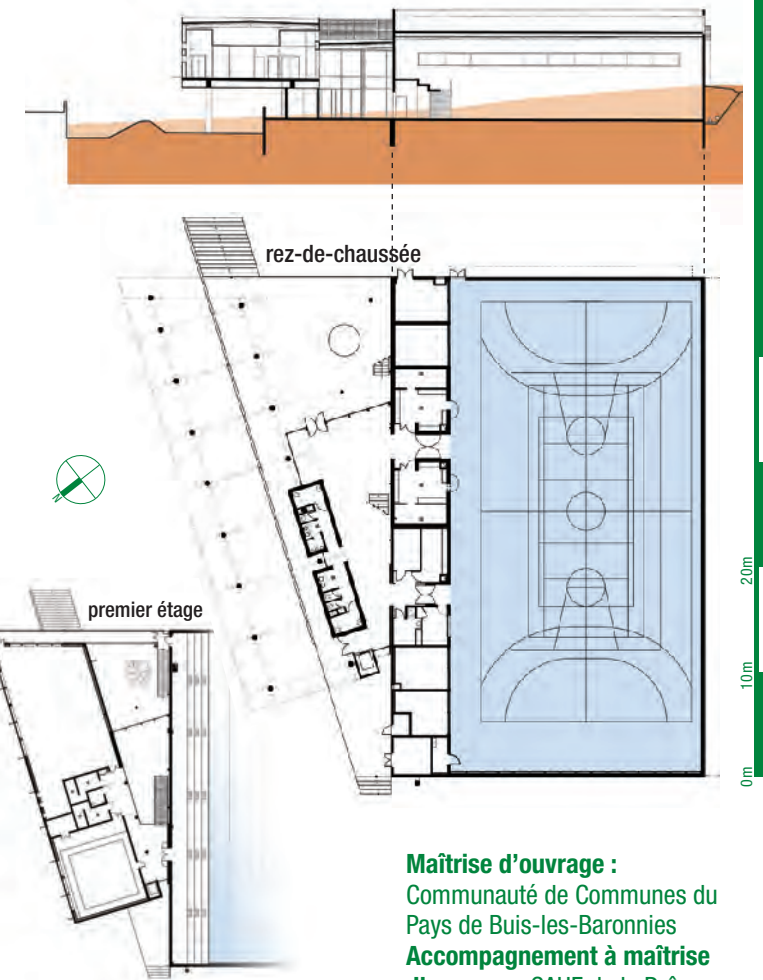 rez-de-chaussée
N
premier étage
20m
10m
0m
Maîtrise d'ouvrage :
Communauté de Communes du
Pays de Buis-les-Baronnies
Accompagnement à maîtrise